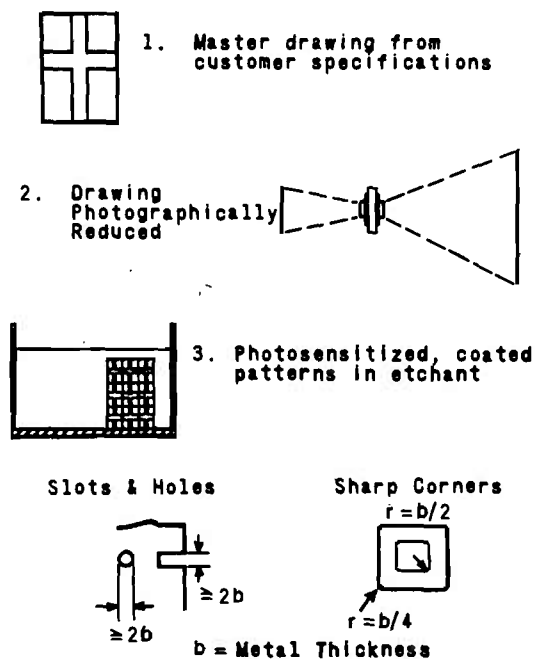 1. Master drawing from
customer specifications
2. Drawing
Photographically
Reduced
3. Photosensitized, coated
patterns in etchant
Slots & Holes
≥2b
≥2b
Sharp Corners
r=b/2
r=b/4
b = Metal Thickness